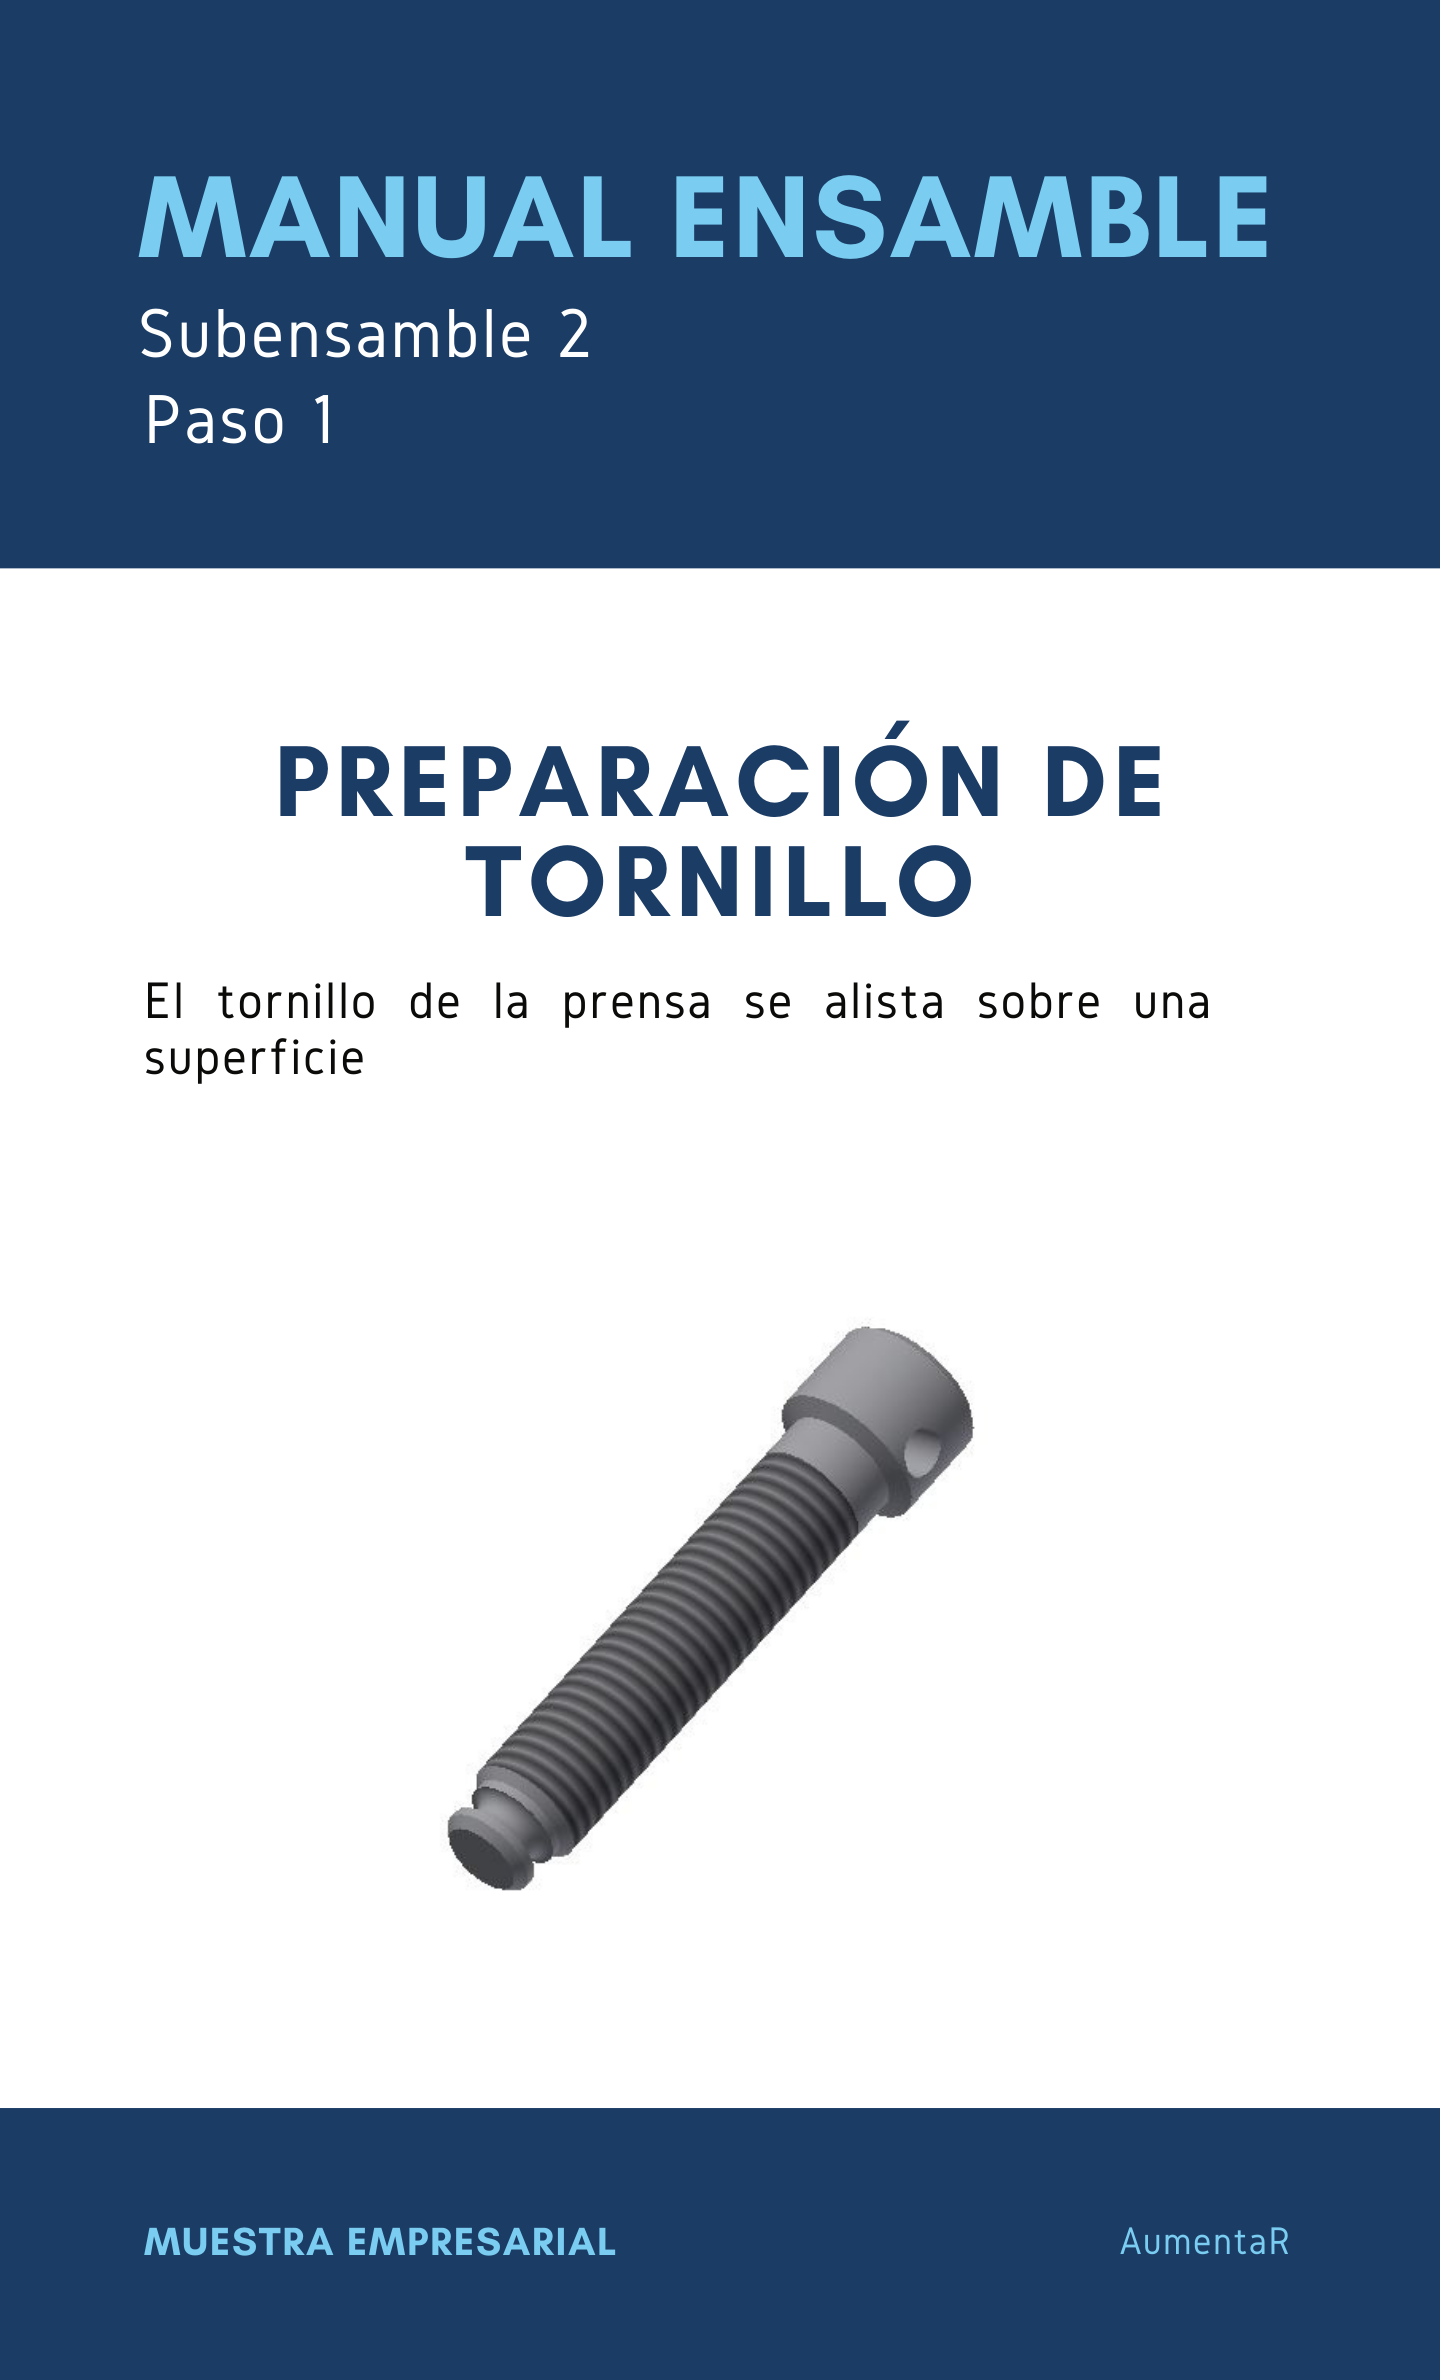 MANUAL ENSAMBLE
Subensamble 2
Paso 1
PREPARACIÓN DE
TORNILLO
El tornillo de la prensa se alista sobre una
superficie
MUESTRA EMPRESARIAL
AumentaR